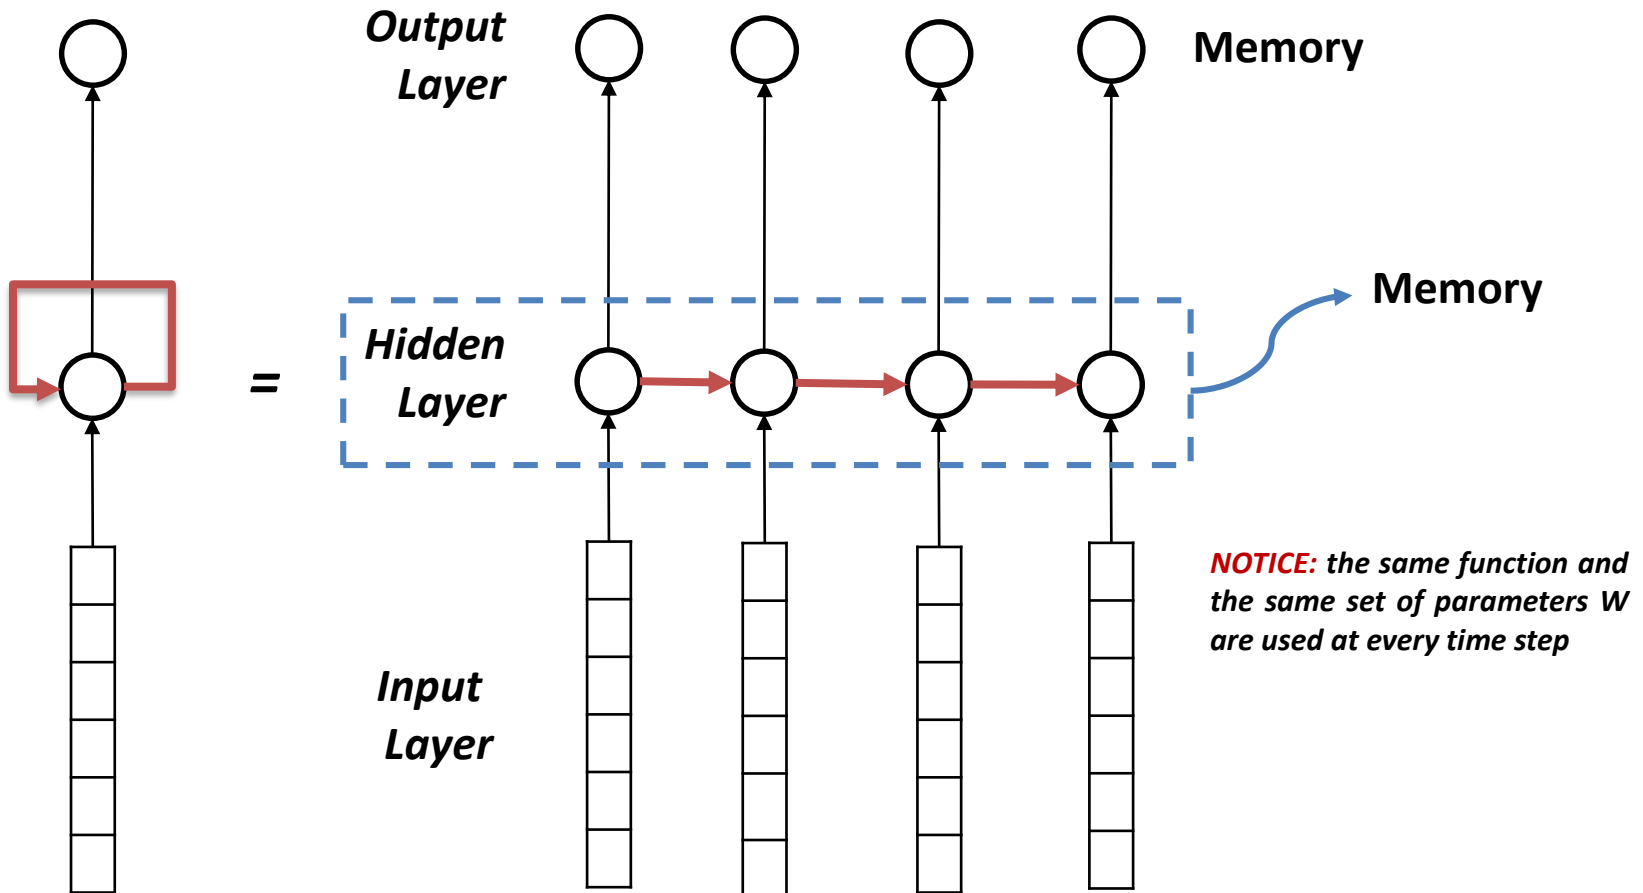 Output
Layer
Memory
Memory
=
Hidden
Layer
NOTICE: the same function and
the same set of parameters W
are used at every time step
Input
Layer